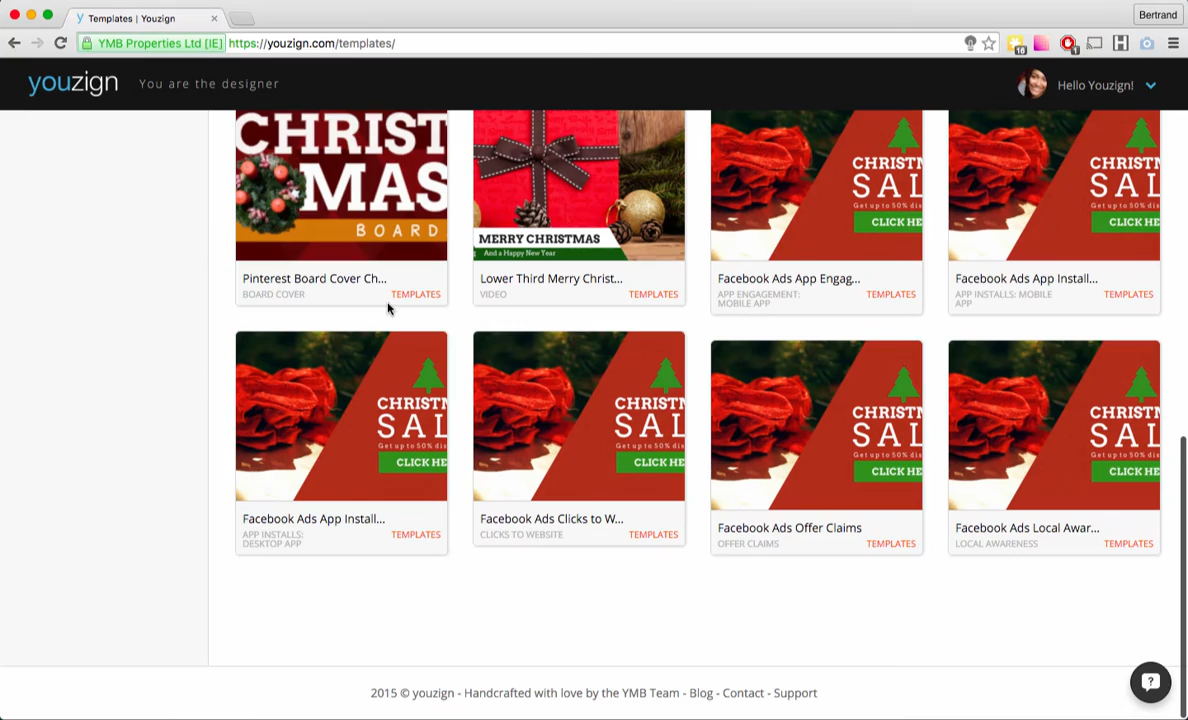 Templates | Youzign
Bertrand
YMB Properties Ltd [IE] https://youzign.com/templates/
16
1
youzign You are the designer Hello Youzign!
CHRIST
MAS
BOARD
MERRY CHRISTMAS
And a Happy New Year
CHRISTM
SAL
Get up to 50% dis
CLICK HE
CHRISTM
SAL
Get up to 50% dis
CLICK HE
Pinterest Board Cover Ch...
BOARD COVER TEMPLATES
Lower Third Merry Christ...
VIDEO TEMPLATES
Facebook Ads App Engag...
APP ENGAGEMENT: TEMPLATES
MOBILE APP
Facebook Ads App Install...
APP INSTALLS: MOBILE TEMPLATES
APP
CHRISTM
SAL
Get up to 50% dis
CLICK HE
CHRISTM
SAL
Get up to 50% dis
CLICK HE
CHRISTM
SAL
Get up to 50% dis
CLICK HE
CHRISTM
SAL
Get up to 50% dis
CLICK HE
Facebook Ads App Install...
APP INSTALLS: TEMPLATES
DESKTOP APP
Facebook Ads Clicks to W...
CLICKS TO WEBSITE TEMPLATES
Facebook Ads Offer Claims
OFFER CLAIMS TEMPLATES
Facebook Ads Local Awar...
LOCAL AWARENESS TEMPLATES
2015 © youzign - Handcrafted with love by the YMB Team - Blog - Contact - Support